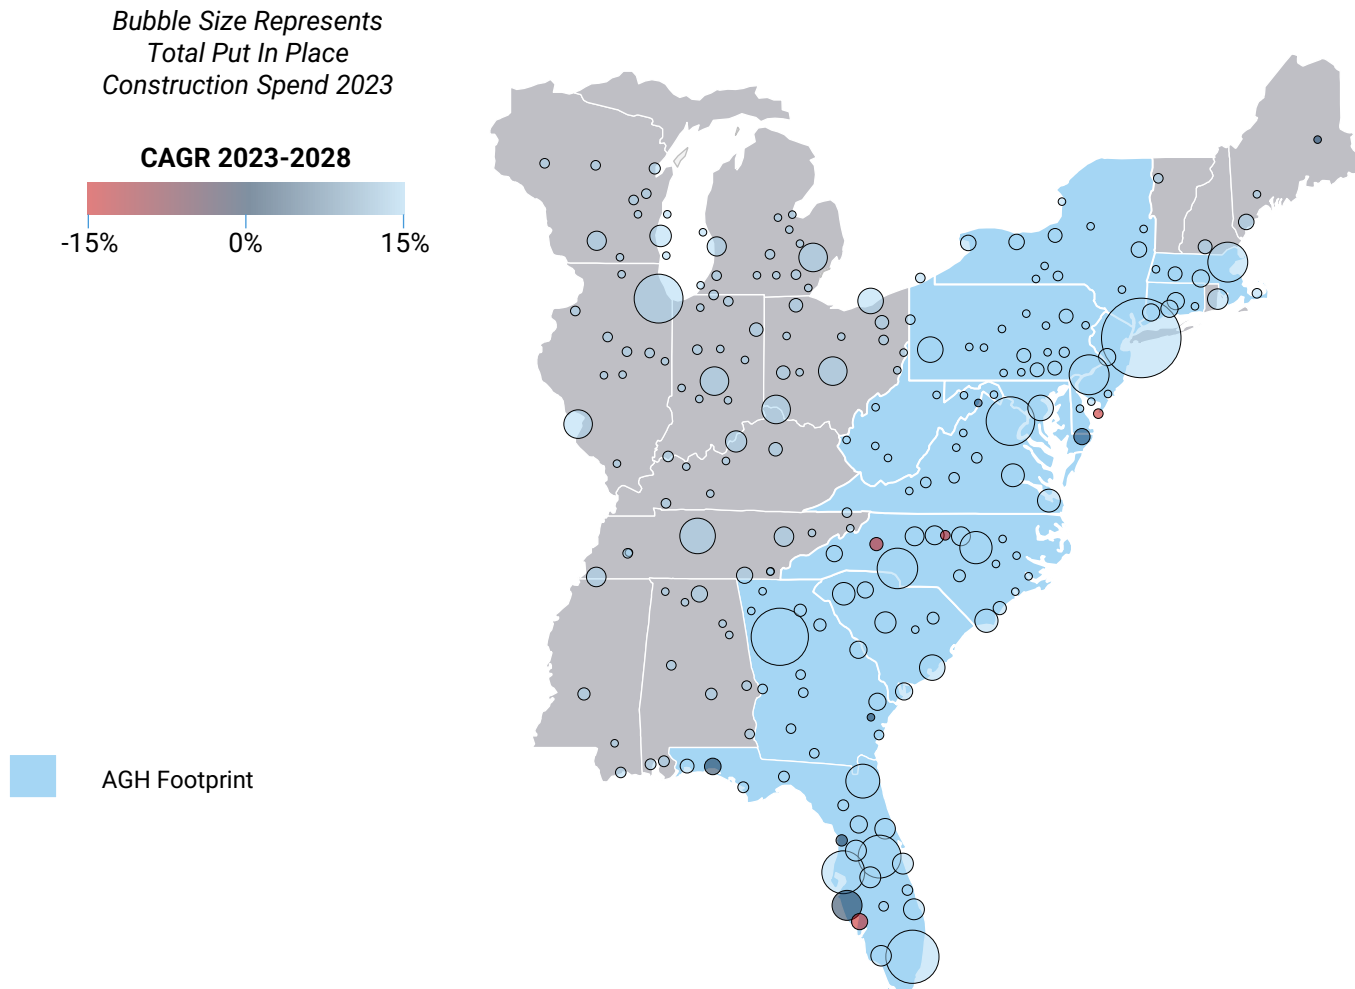 Bubble Size Represents
Total Put In Place
Construction Spend 2023
CAGR 2023-2028
-15% 0% 15%
AGH Footprint